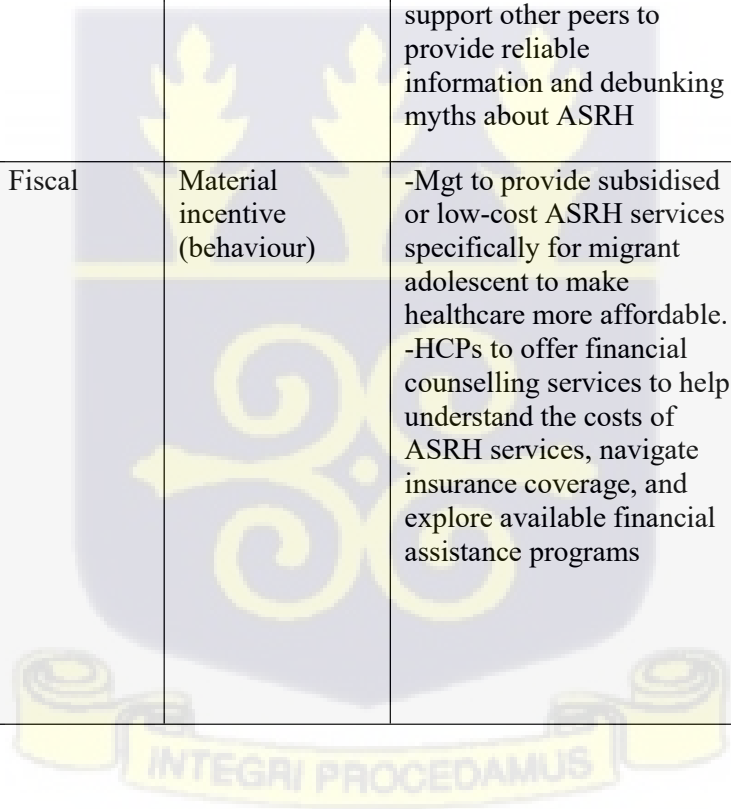 support other peers to
provide reliable
information and debunking
myths about ASRH
Fiscal
Material
incentive
(behaviour)
-Mgt to provide subsidised
or low-cost ASRH services
specifically for migrant
adolescent to make
healthcare more affordable.
-HCPs to offer financial
counselling services to help
understand the costs of
ASRH services, navigate
insurance coverage, and
explore available financial
assistance programs
INTEGRI PROCEDAMUS